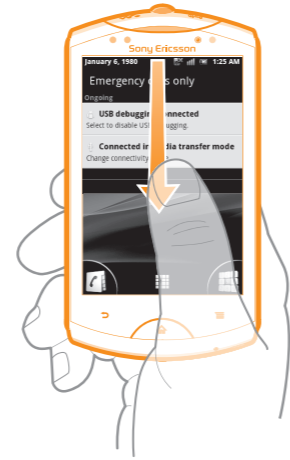 Sony Ericsson
January 6, 1980 1:25 AM
Emergency only
Ongoing
USB debugging connected
Select to disable USB debugging.
Connected in media transfer mode
Change connectivity